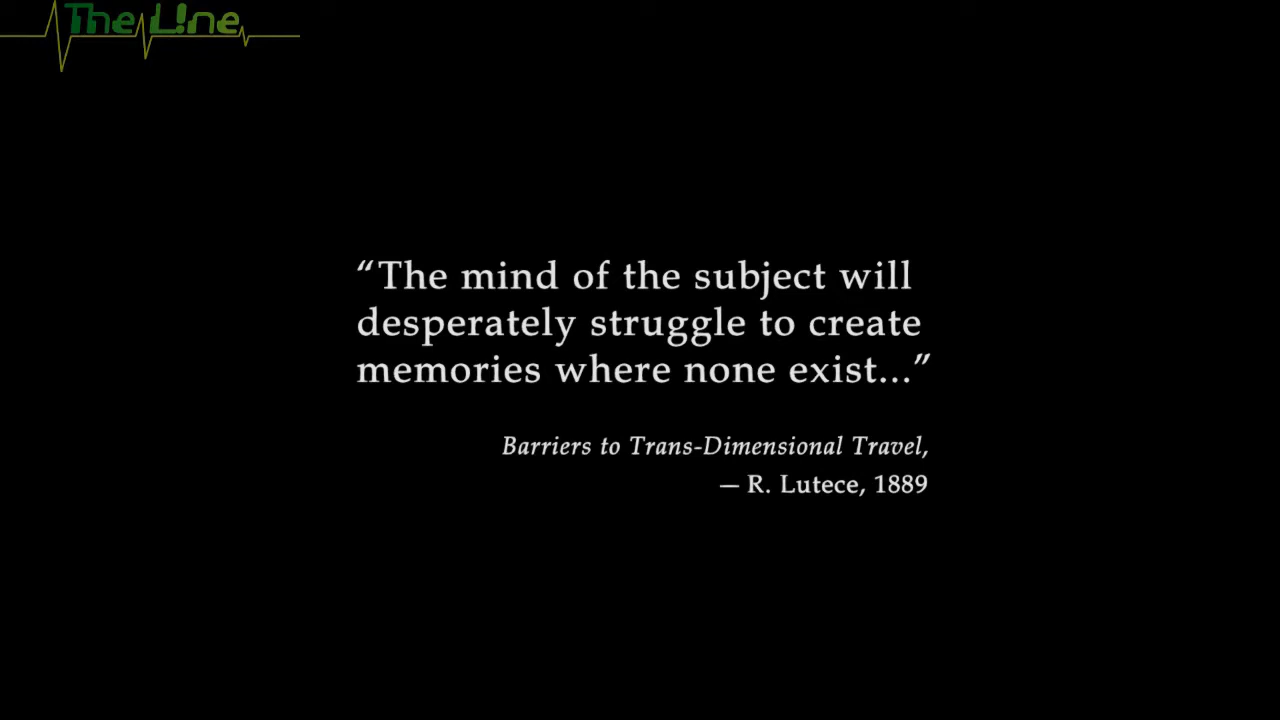 The L!ne
“The mind of the subject will
desperately struggle to create
memories where none exist...”
Barriers to Trans-Dimensional Travel,
— R. Lutece, 1889